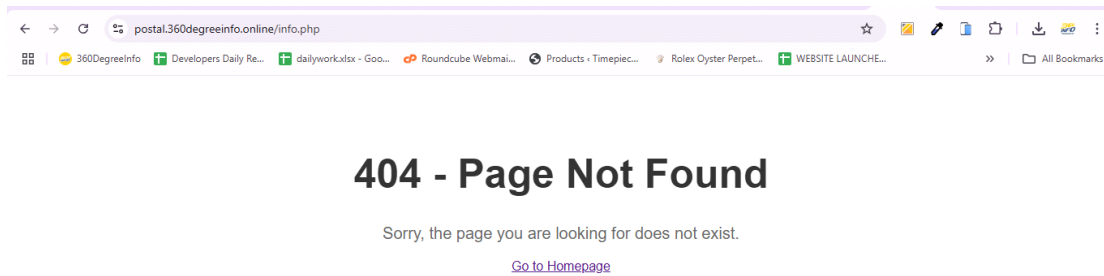 postal.360degreeinfo.online/info.php
360DegreeInfo Developers Daily Re... dailywork.xlsx - Goo... Roundcube Webmai... Products ‹ Timepiec... Rolex Oyster Perpet... WEBSITE LAUNCHE... » All Bookmarks
404 - Page Not Found
Sorry, the page you are looking for does not exist.
Go to Homepage